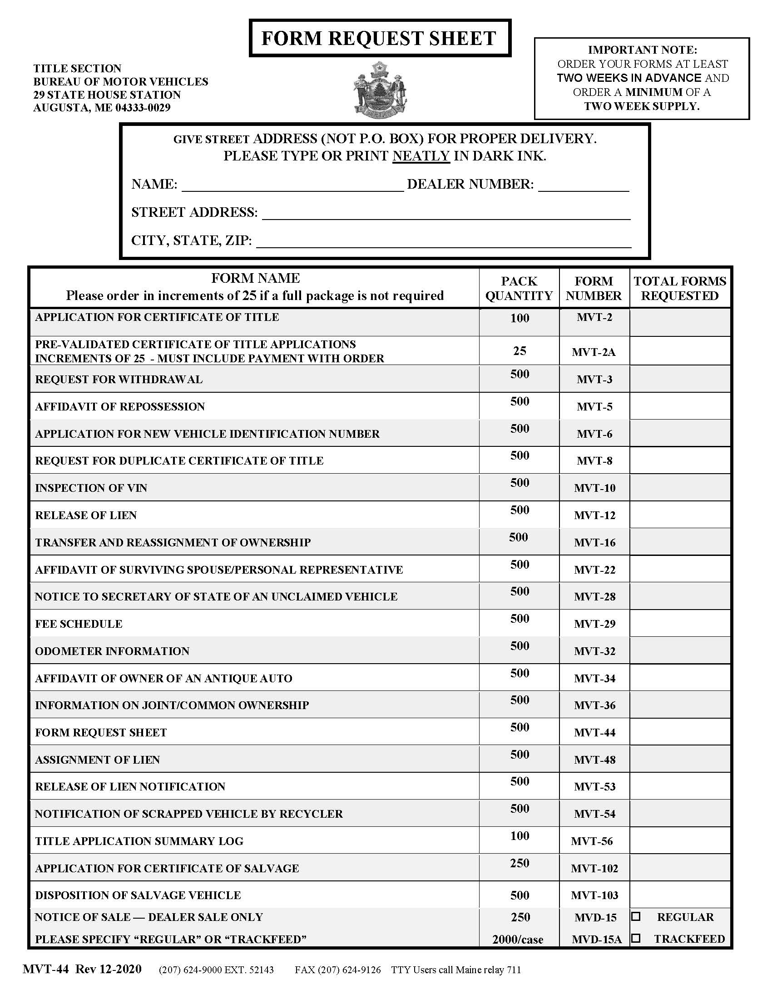 FORM REQUEST SHEET
IMPORTANT NOTE:
ORDER YOUR FORMS AT LEAST
TWO WEEKS IN ADVANCE AND
ORDER A MINIMUM OF A
TWO WEEK SUPPLY.
TITLE SECTION
BUREAU OF MOTOR VEHICLES
29 STATE HOUSE STATION
AUGUSTA, ME 04333-0029
MAINE
GIVE STREET ADDRESS (NOT P.O. BOX) FOR PROPER DELIVERY.
PLEASE TYPE OR PRINT NEATLY IN DARK INK.
NAME: DEALER NUMBER:
STREET ADDRESS:
CITY, STATE, ZIP:
FORM NAME
Please order in increments of 25 if a full package is not required
PACK
QUANTITY
FORM
NUMBER
TOTAL FORMS
REQUESTED
APPLICATION FOR CERTIFICATE OF TITLE 100 MVT-2
PRE-VALIDATED CERTIFICATE OF TITLE APPLICATIONS
INCREMENTS OF 25 - MUST INCLUDE PAYMENT WITH ORDER 25 MVT-2A
REQUEST FOR WITHDRAWAL 500 MVT-3
AFFIDAVIT OF REPOSSESSION 500 MVT-5
APPLICATION FOR NEW VEHICLE IDENTIFICATION NUMBER 500 MVT-6
REQUEST FOR DUPLICATE CERTIFICATE OF TITLE 500 MVT-8
INSPECTION OF VIN 500 MVT-10
RELEASE OF LIEN 500 MVT-12
TRANSFER AND REASSIGNMENT OF OWNERSHIP 500 MVT-16
AFFIDAVIT OF SURVIVING SPOUSE/PERSONAL REPRESENTATIVE 500 MVT-22
NOTICE TO SECRETARY OF STATE OF AN UNCLAIMED VEHICLE 500 MVT-28
FEE SCHEDULE 500 MVT-29
ODOMETER INFORMATION 500 MVT-32
AFFIDAVIT OF OWNER OF AN ANTIQUE AUTO 500 MVT-34
INFORMATION ON JOINT/COMMON OWNERSHIP 500 MVT-36
FORM REQUEST SHEET 500 MVT-44
ASSIGNMENT OF LIEN 500 MVT-48
RELEASE OF LIEN NOTIFICATION 500 MVT-53
NOTIFICATION OF SCRAPPED VEHICLE BY RECYCLER 500 MVT-54
TITLE APPLICATION SUMMARY LOG 100 MVT-56
APPLICATION FOR CERTIFICATE OF SALVAGE 250 MVT-102
DISPOSITION OF SALVAGE VEHICLE 500 MVT-103
NOTICE OF SALE — DEALER SALE ONLY 250 MVD-15 ☐ REGULAR
PLEASE SPECIFY “REGULAR” OR “TRACKFEED” 2000/case MVD-15A ☐ TRACKFEED
MVT-44 Rev 12-2020 (207) 624-9000 EXT. 52143 FAX (207) 624-9126 TTY Users call Maine relay 711